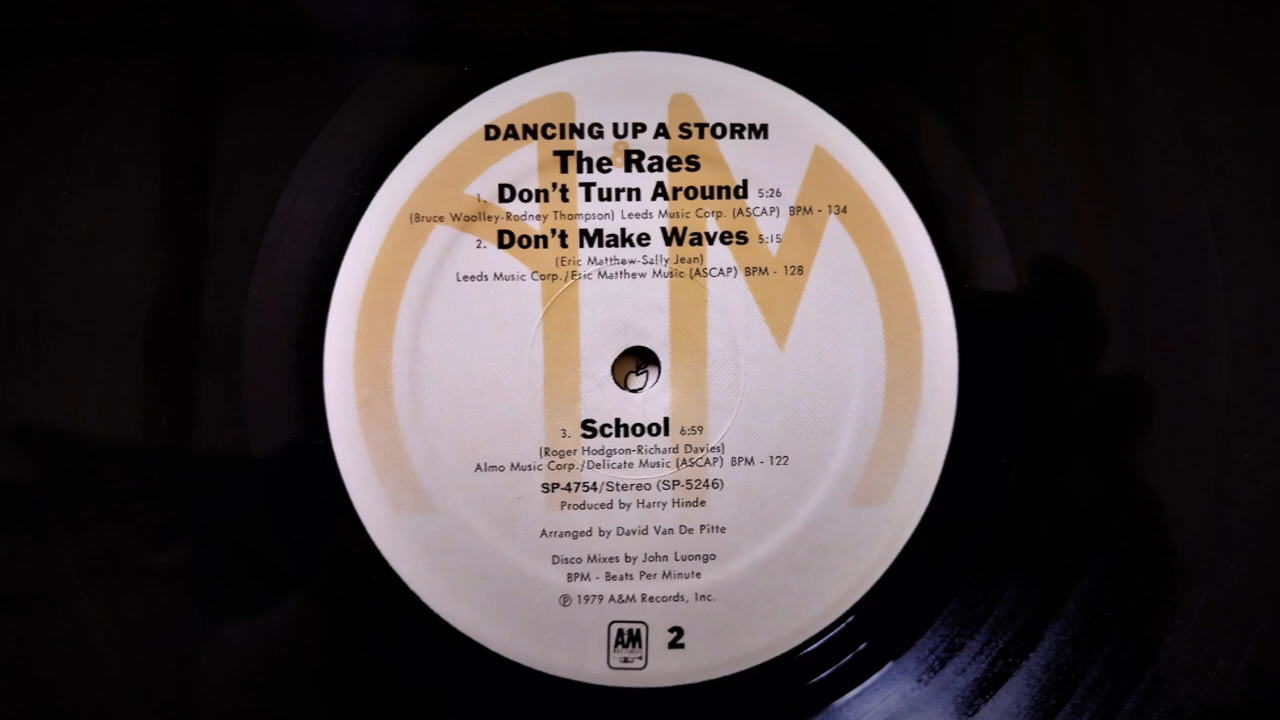 DANCING UP A STORM
The Raes
1. Don't Turn Around 5:26
(Bruce Woolley-Rodney Thompson) Leeds Music Corp. (ASCAP) BPM - 134
2. Don't Make Waves 5:15
(Eric Matthew-Sally Jean)
Leeds Music Corp./Eric Matthew Music (ASCAP) BPM - 128
3. School 6:59
(Roger Hodgson-Richard Davies)
Almo Music Corp./Delicate Music (ASCAP) BPM - 122
SP-4754/Stereo (SP-5246)
Produced by Harry Hinde
Arranged by David Van De Pitte
Disco Mixes by John Luongo
BPM - Beats Per Minute
℗ 1979 A&M Records, Inc.
A&M 2